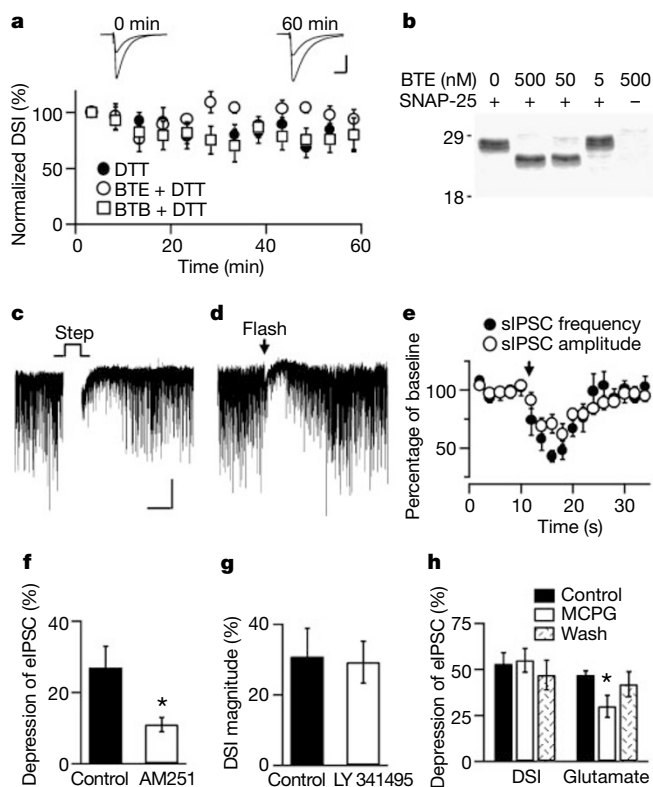 a
0 min
60 min
Normalized DSI (%)
100
50
0
DTT
BTE + DTT
BTB + DTT
0 20 40 60
Time (min)
b
BTE (nM) 0 500 50 5 500
SNAP-25 + + + + –
29
18
c
Step
d
Flash
e
sIPSC frequency
sIPSC amplitude
Percentage of baseline
100
50
0 10 20 30
Time (s)
f
Depression of eIPSC (%)
40
20
0
*
Control AM251
g
DSI magnitude (%)
40
20
0
Control LY 341495
h
Control
MCPG
Wash
Depression of eIPSC (%)
75
50
25
0
*
DSI Glutamate